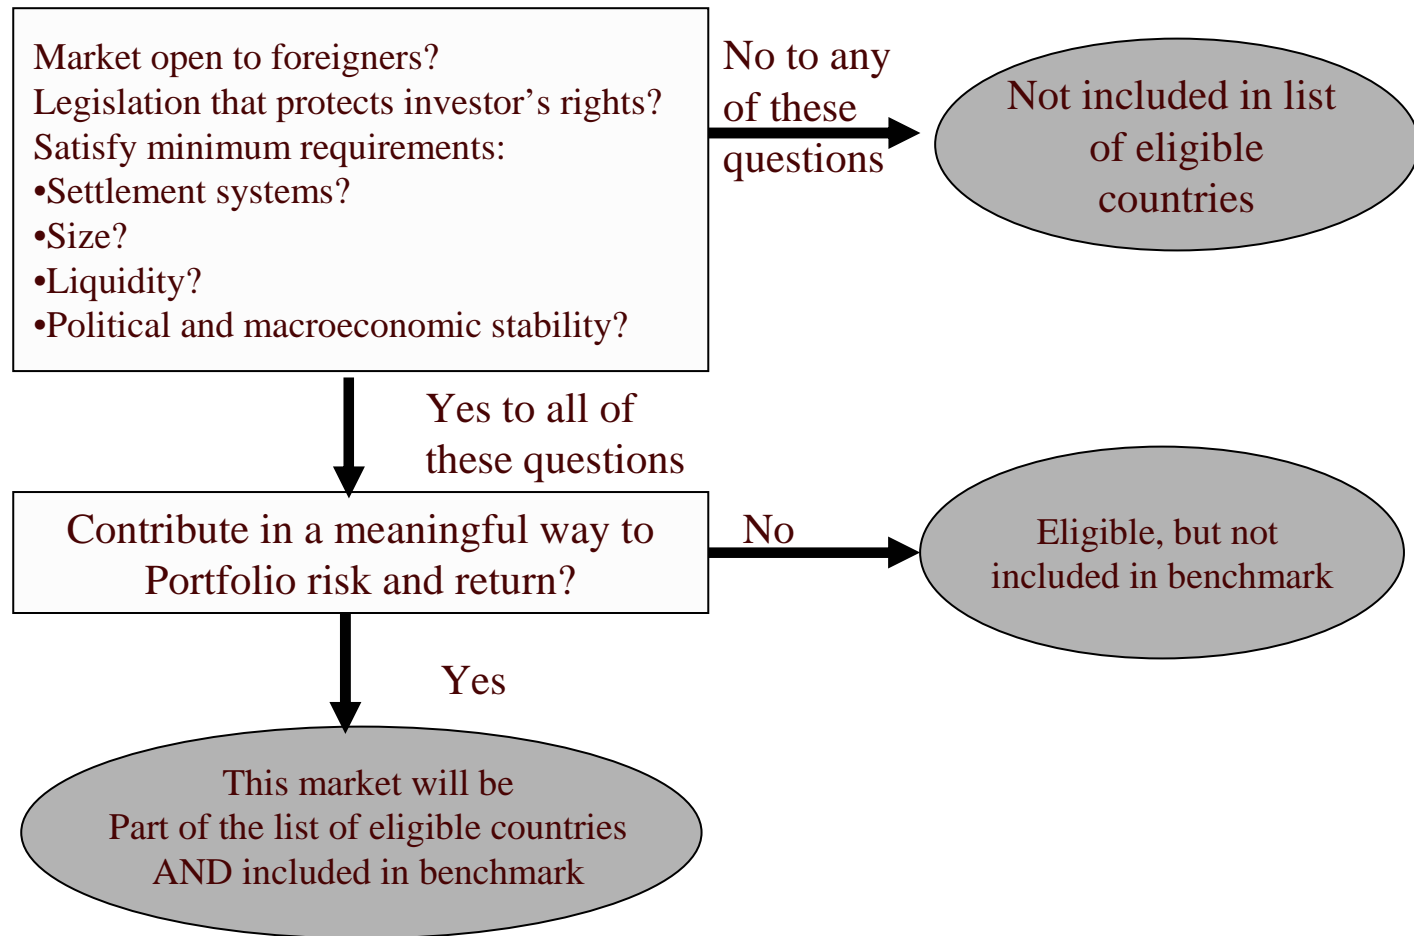 Market open to foreigners?
Legislation that protects investor’s rights?
Satisfy minimum requirements:
•Settlement systems?
•Size?
•Liquidity?
•Political and macroeconomic stability?
No to any
of these
questions
Not included in list
of eligible
countries
Yes to all of
these questions
Contribute in a meaningful way to
Portfolio risk and return?
No
Eligible, but not
included in benchmark
Yes
This market will be
Part of the list of eligible countries
AND included in benchmark